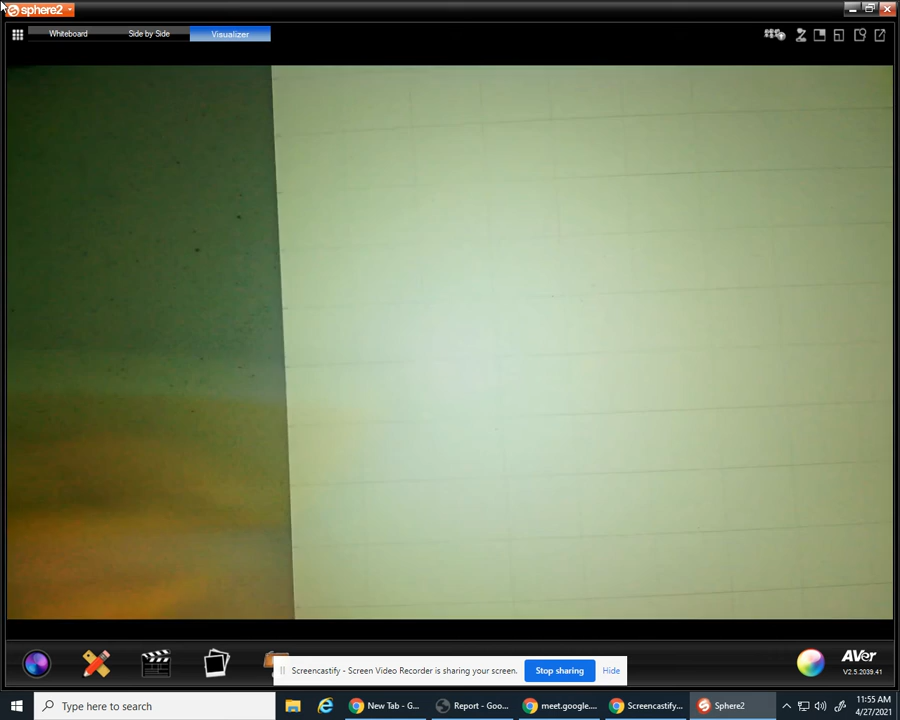 sphere2
Whiteboard Side by Side Visualizer
Screencastify - Screen Video Recorder is sharing your screen. Stop sharing Hide
AVer
V2.5.2039.41
Type here to search New Tab - G... Report - Goo... meet.google.... Screencastify... Sphere2
11:55 AM
4/27/2021